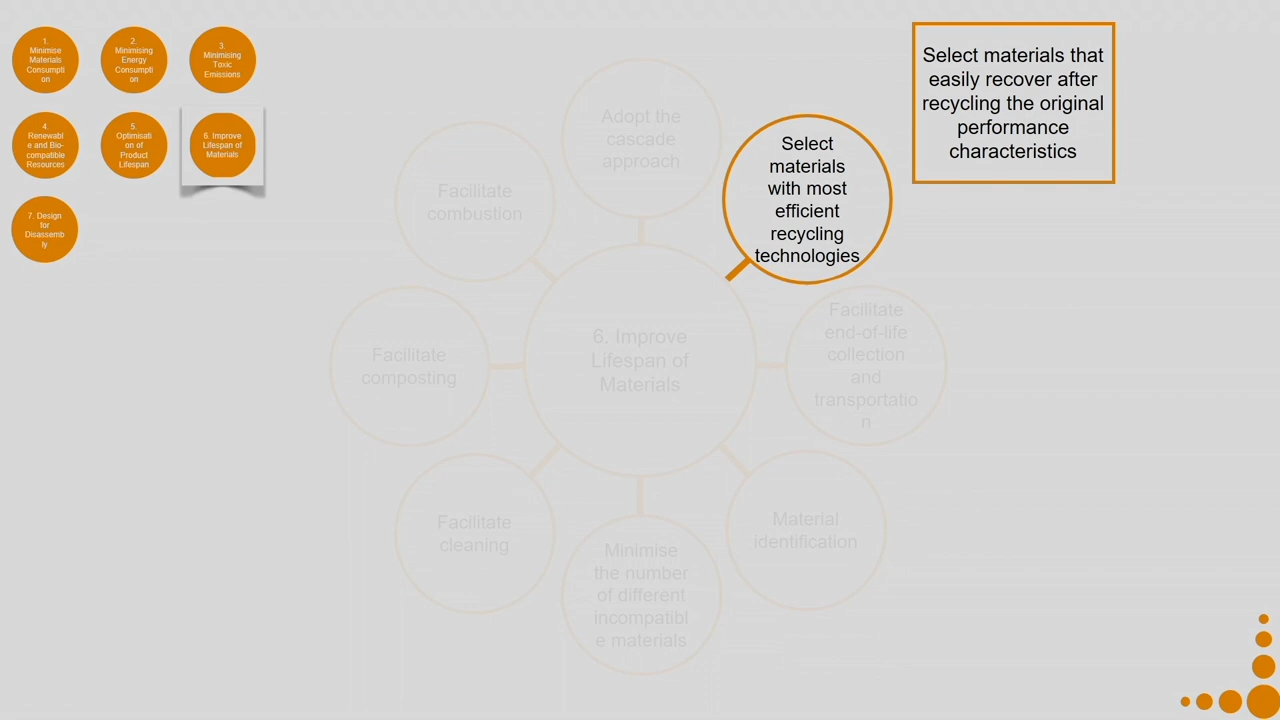 1.
Minimise
Materials
Consumpti
on
2.
Minimising
Energy
Consumpti
on
3.
Minimising
Toxic
Emissions
4.
Renewabl
e and Bio-
compatible
Resources
5.
Optimisati
on of
Product
Lifespan
6. Improve
Lifespan of
Materials
7. Design
for
Disassemb
ly
Adopt the
cascade
approach
Select
materials
with most
efficient
recycling
technologies
Select materials that
easily recover after
recycling the original
performance
characteristics
Facilitate
combustion
6. Improve
Lifespan of
Materials
Facilitate
end-of-life
collection
and
transportatio
n
Facilitate
composting
Facilitate
cleaning
Minimise
the number
of different
incompatibl
e materials
Material
identification